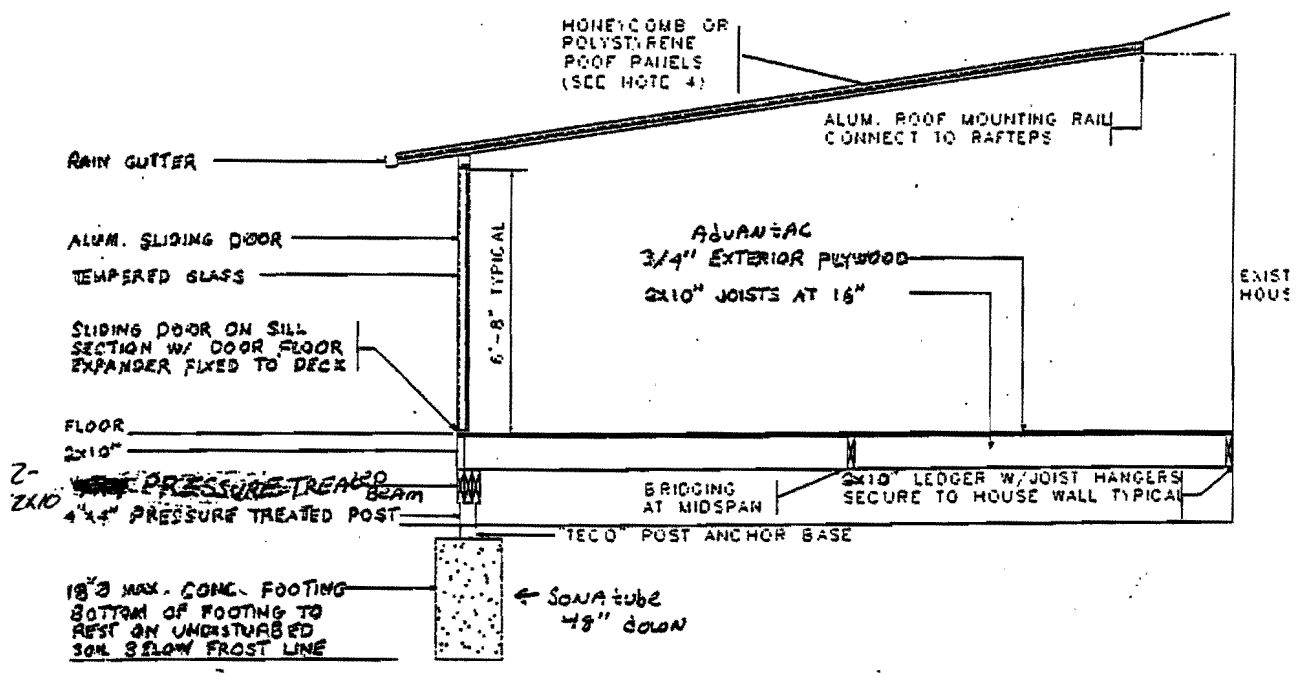 HONEYCOMB OR
POLYSTYRENE
ROOF PANELS
(SEE NOTE 4)
ALUM. ROOF MOUNTING RAIL
CONNECT TO RAFTERS
RAIN GUTTER
ALUM. SLIDING DOOR
TEMPERED GLASS
SLIDING DOOR ON SILL
SECTION W/ DOOR FLOOR
EXPANDER FIXED TO DECK
6'-8" TYPICAL
ADVANTAC
3/4" EXTERIOR PLYWOOD
2X10" JOISTS AT 16"
EXIST
HOUS
FLOOR
2X10"
2-
2X10 PRESSURE TREATED
BEAM
4"X4" PRESSURE TREATED POST
BRIDGING
AT MIDSPAN
2X10" LEDGER W/JOIST HANGERS
SECURE TO HOUSE WALL TYPICAL
"TECO" POST ANCHOR BASE
18"Ø MAX. CONC. FOOTING
BOTTOM OF FOOTING TO
REST ON UNDISTURBED
SOIL BELOW FROST LINE
SONAtube
48" down